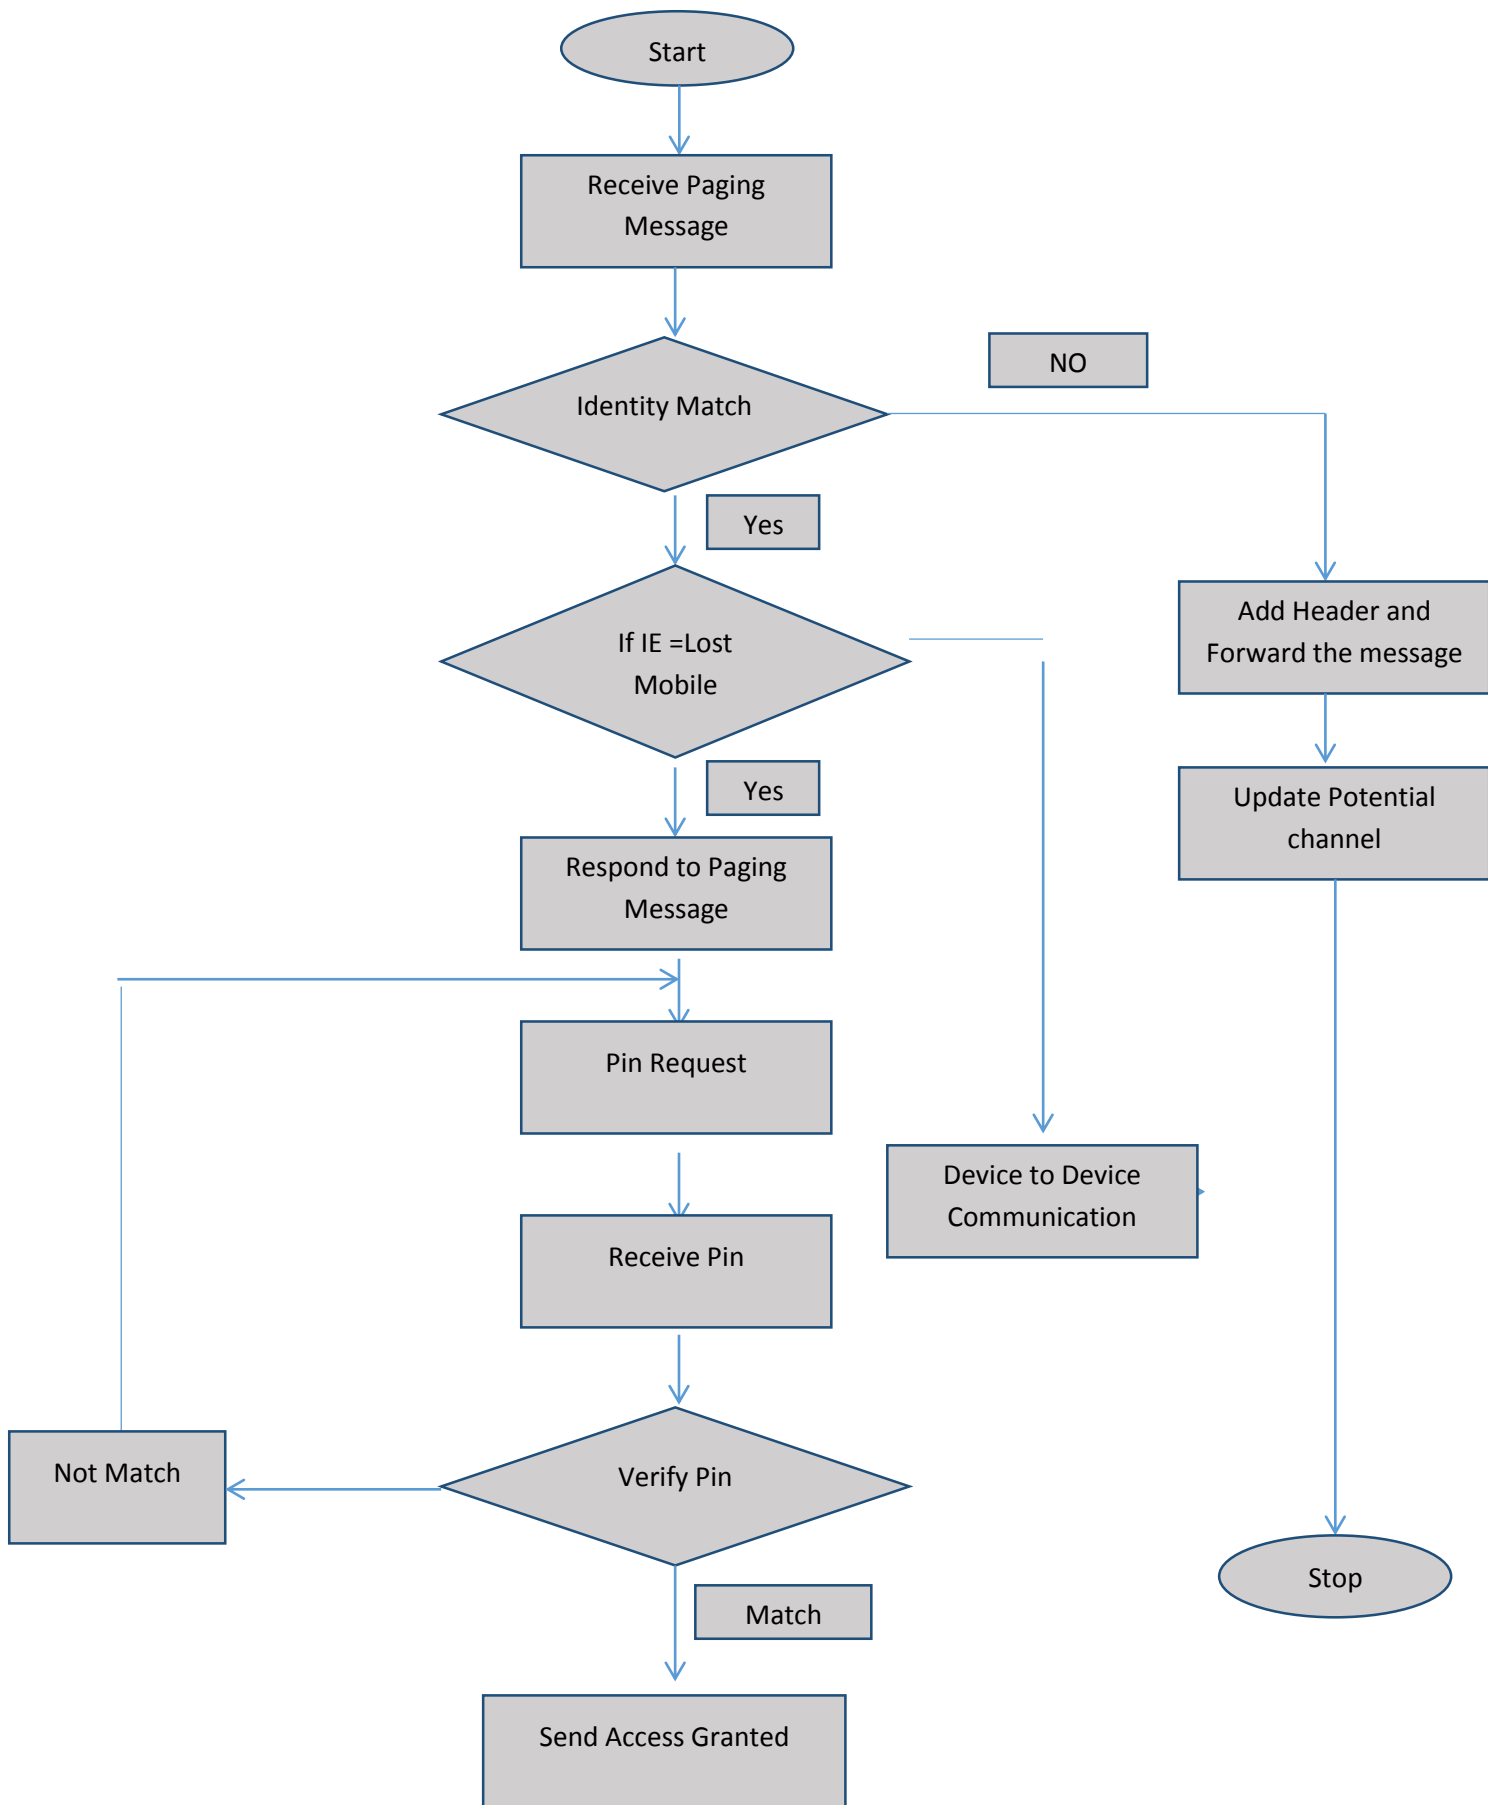 Start
Receive Paging
Message
Identity Match
NO
Yes
If IE =Lost
Mobile
Add Header and
Forward the message
Yes
Update Potential
channel
Respond to Paging
Message
Pin Request
Device to Device
Communication
Receive Pin
Not Match
Verify Pin
Stop
Match
Send Access Granted